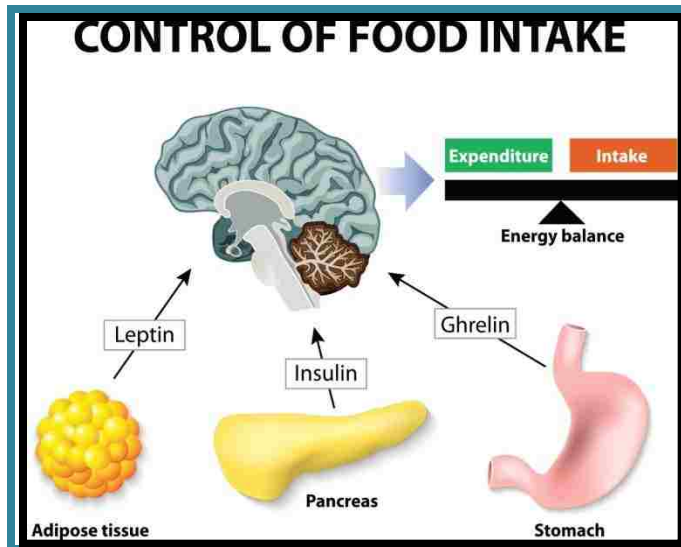 CONTROL OF FOOD INTAKE
Expenditure
Intake
Energy balance
Leptin
Insulin
Ghrelin
Adipose tissue
Pancreas
Stomach